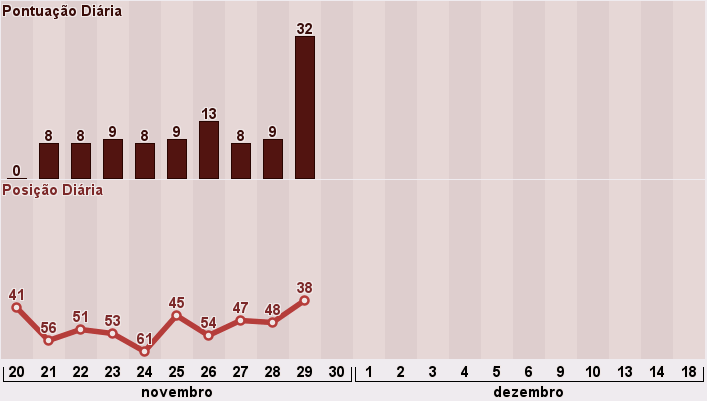 Pontuação Diária
0 8 8 9 8 9 13 8 9 32
Posição Diária
41 56 51 53 61 45 54 47 48 38
20 21 22 23 24 25 26 27 28 29 30 1 2 3 4 5 6 9 10 13 14 18
novembro dezembro